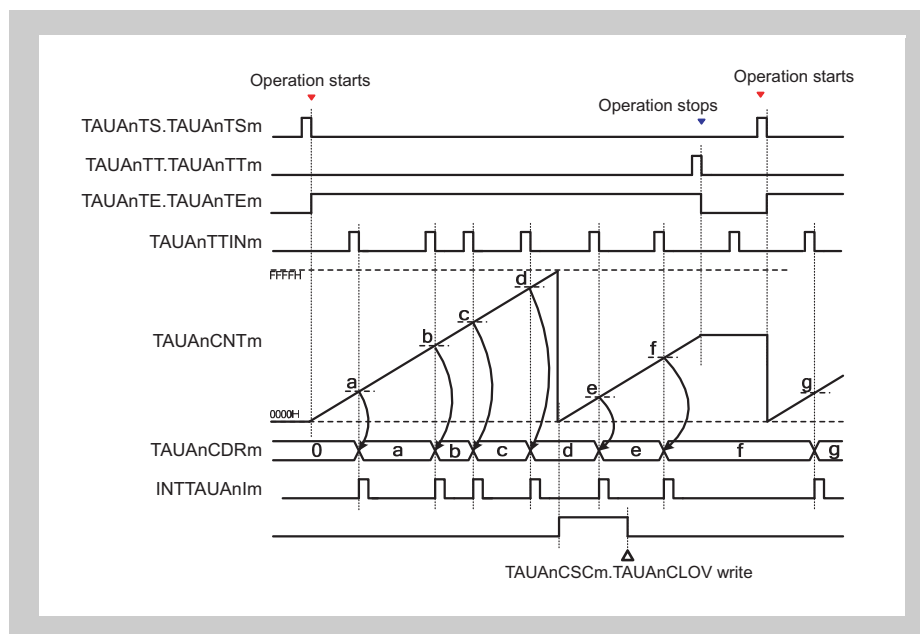 Operation starts
Operation starts
Operation stops
TAUAnTS.TAUAnTSm
TAUAnTT.TAUAnTTm
TAUAnTE.TAUAnTEm
TAUAnTTINm
FFFFH
d
c
TAUAnCNTm
b
f
a
e
g
0000H
TAUAnCDRm 0 a b c d e f g
INTTAUAnIm
TAUAnCSCm.TAUAnCLOV write